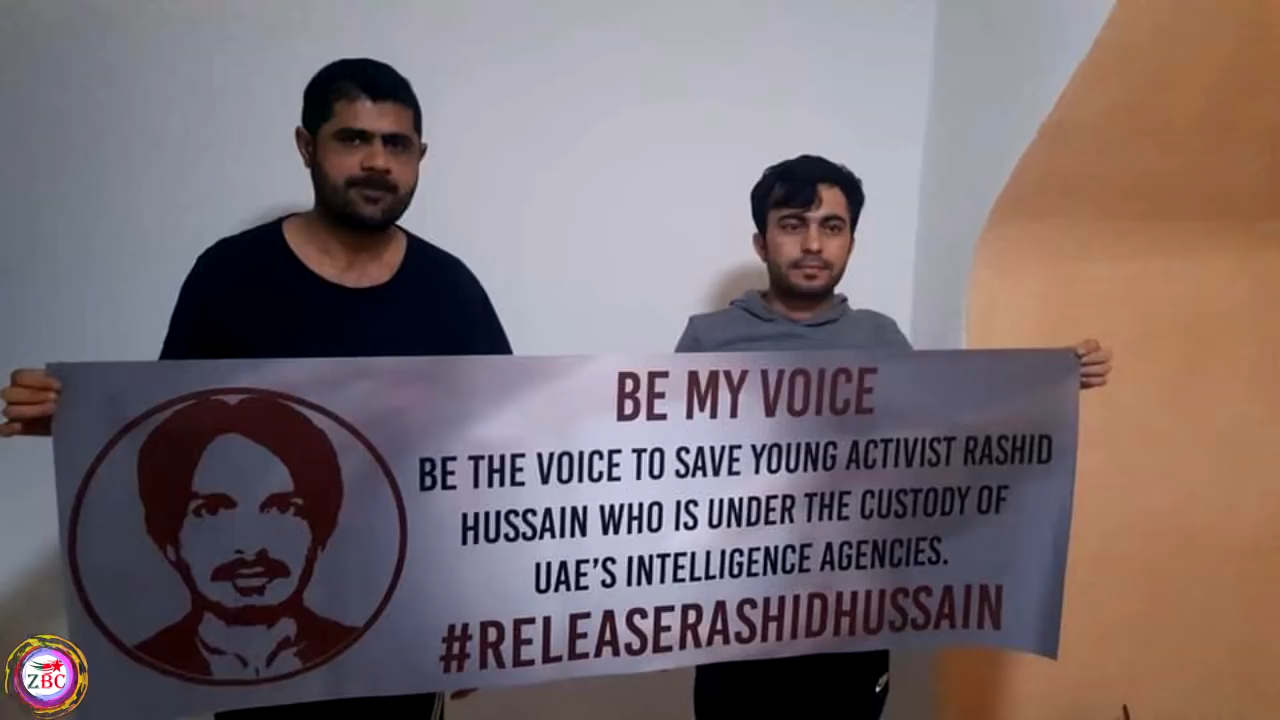 BE MY VOICE
BE THE VOICE TO SAVE YOUNG ACTIVIST RASHID
HUSSAIN WHO IS UNDER THE CUSTODY OF
UAE'S INTELLIGENCE AGENCIES.
#RELEASERASHIDHUSSAIN
ZBC